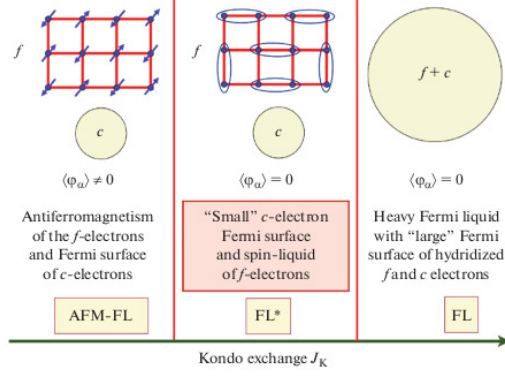 f
c
⟨φα⟩ ≠ 0
Antiferromagnetism
of the f-electrons
and Fermi surface
of c-electrons
AFM-FL
f
c
⟨φα⟩ = 0
“Small” c-electron
Fermi surface
and spin-liquid
of f-electrons
FL*
f + c
⟨φα⟩ = 0
Heavy Fermi liquid
with “large” Fermi
surface of hydridized
f and c electrons
FL
Kondo exchange JK